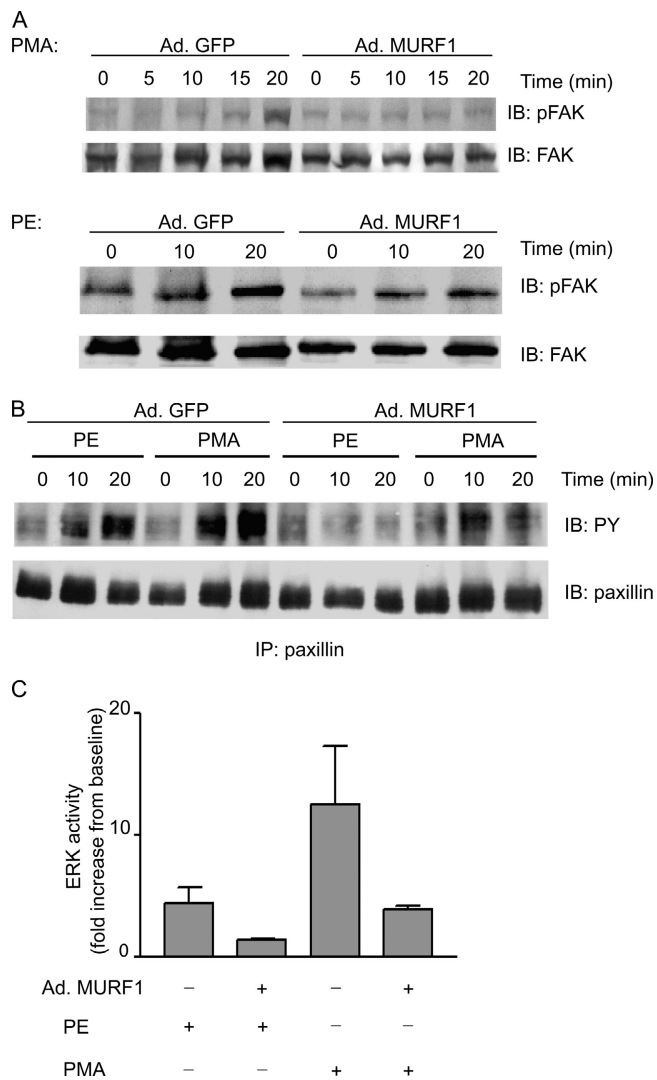 A
PMA: Ad. GFP Ad. MURF1
0 5 10 15 20 0 5 10 15 20 Time (min)
IB: pFAK
IB: FAK
PE: Ad. GFP Ad. MURF1
0 10 20 0 10 20 Time (min)
IB: pFAK
IB: FAK
B
Ad. GFP Ad. MURF1
PE PMA PE PMA
0 10 20 0 10 20 0 10 20 0 10 20 Time (min)
IB: PY
IB: paxillin
IP: paxillin
C
ERK activity
(fold increase from baseline)
20
10
0
Ad. MURF1 – + – +
PE + + – –
PMA – – + +